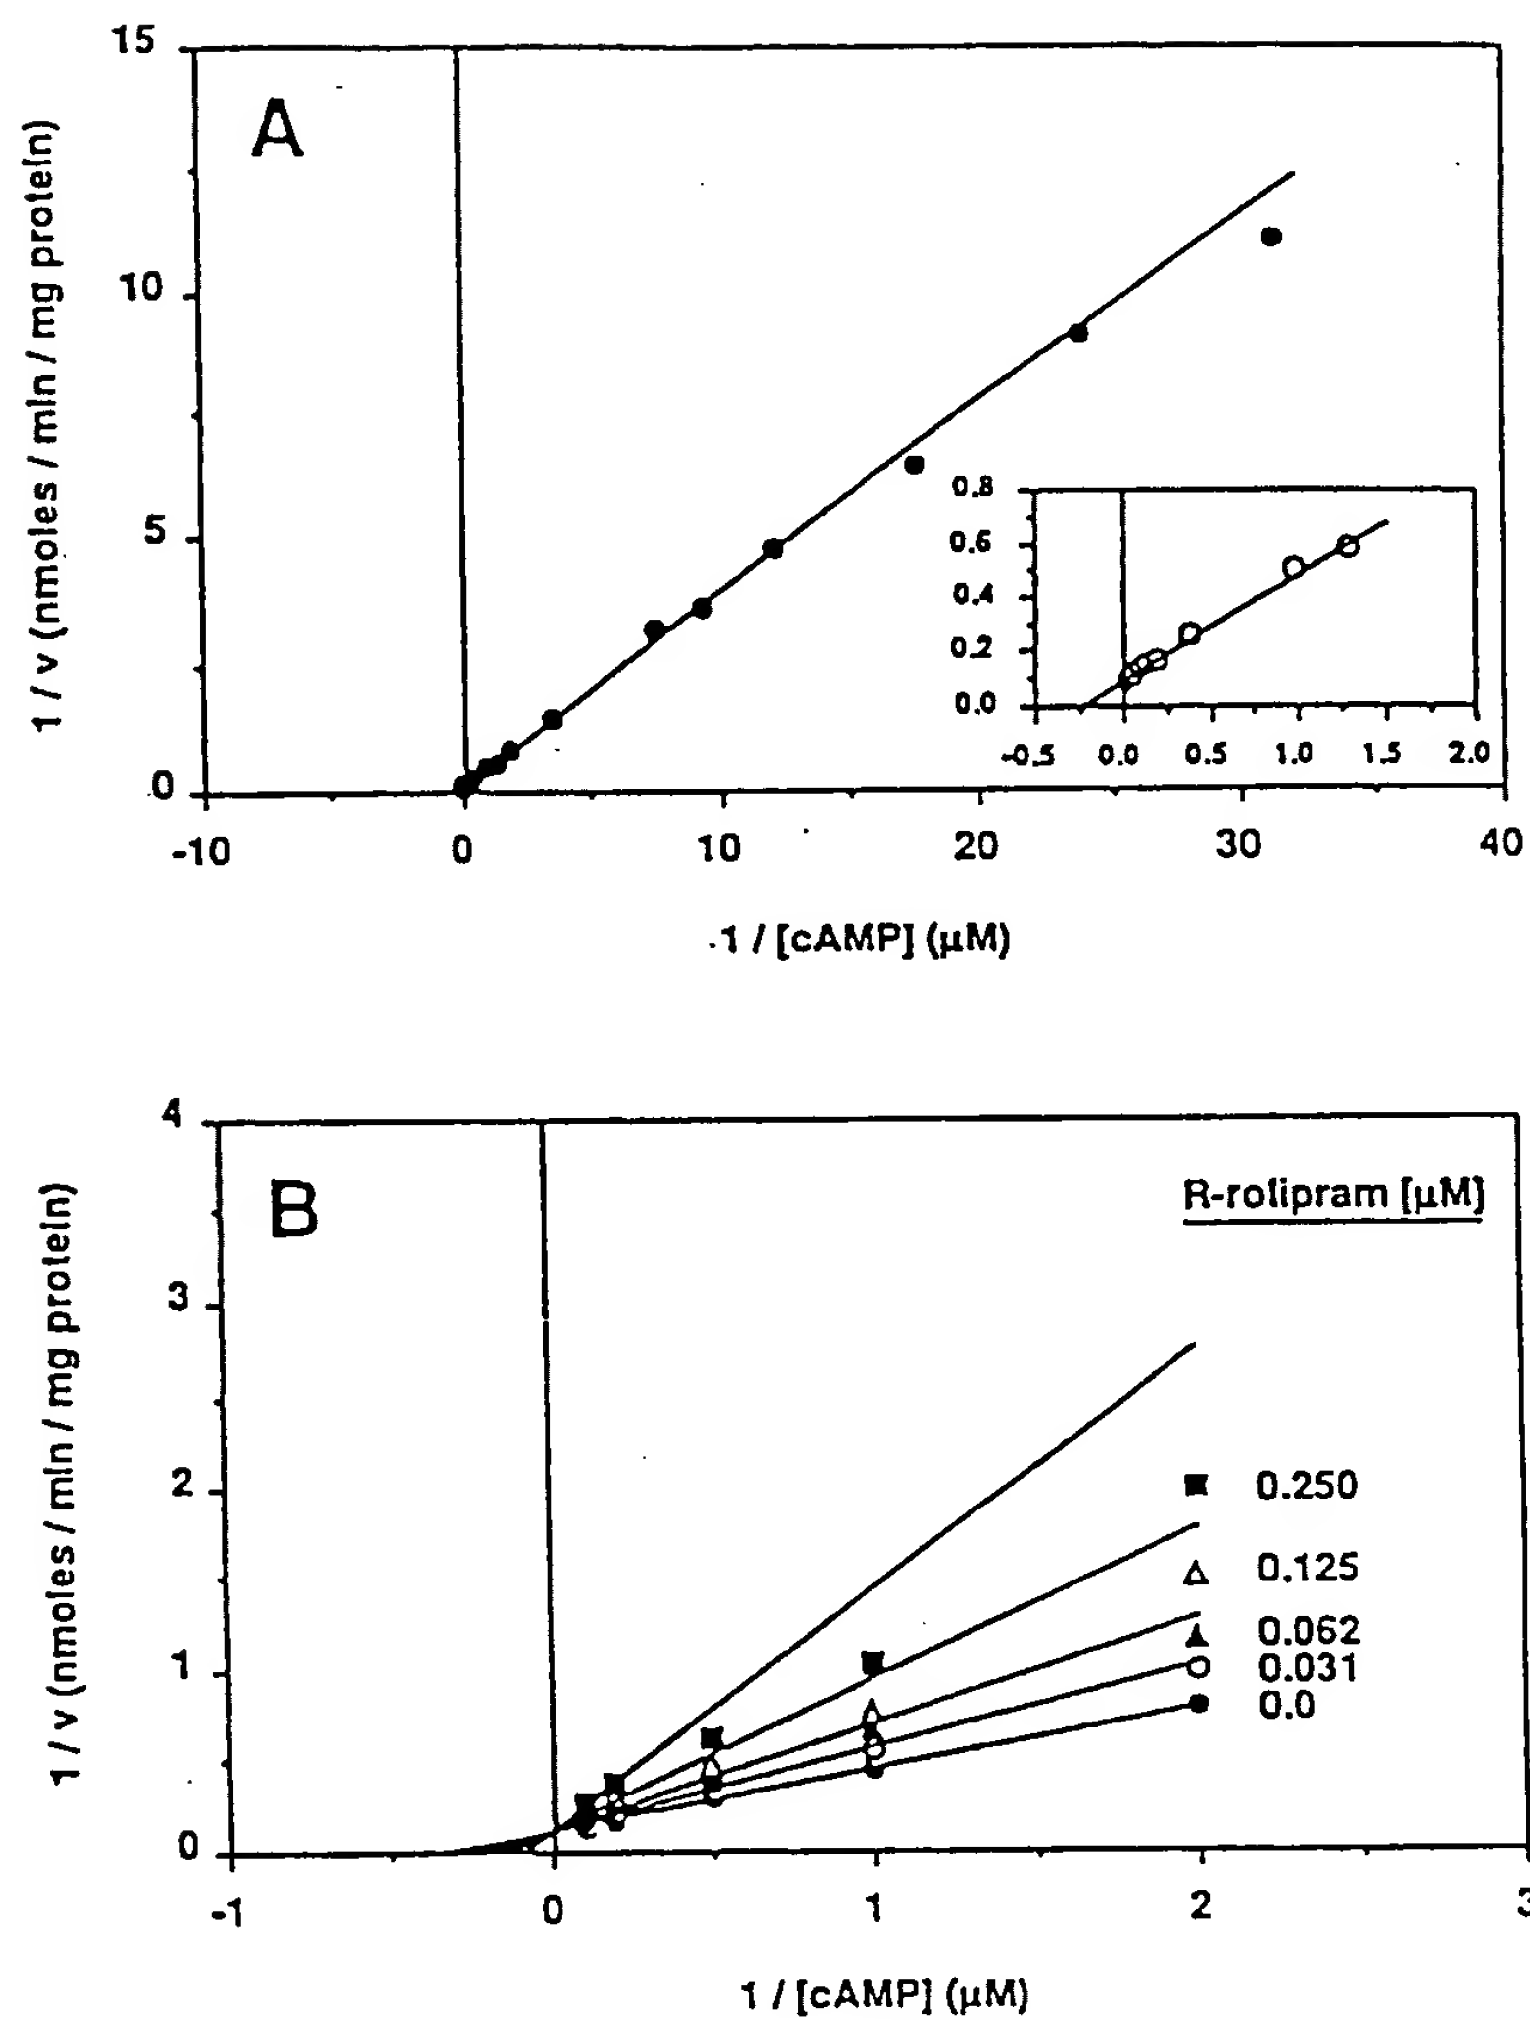 15
A
10
5
0
-10 0 10 20 30 40
1 / v (nmoles / min / mg protein)
0.8
0.6
0.4
0.2
0.0
-0.5 0.0 0.5 1.0 1.5 2.0
1 / [cAMP] (μM)
4
B
R-rolipram [μM]
3
2
1
0
0.250
0.125
0.062
0.031
0.0
-1 0 1 2 3
1 / v (nmoles / min / mg protein)
1 / [cAMP] (μM)